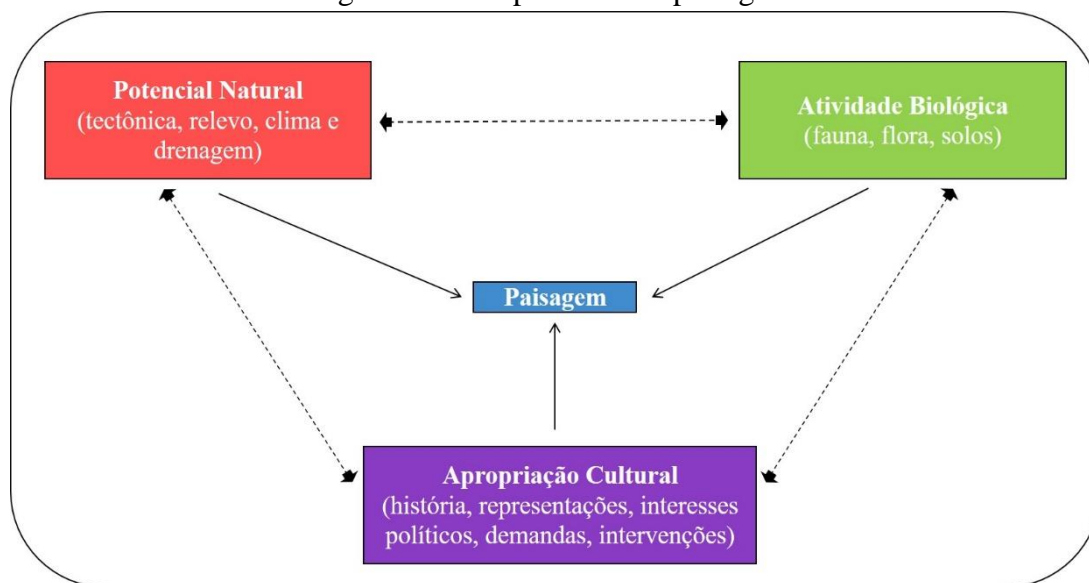 Potencial Natural
(tectônica, relevo, clima e
drenagem)
Atividade Biológica
(fauna, flora, solos)
Paisagem
Apropriação Cultural
(história, representações, interesses
políticos, demandas, intervenções)